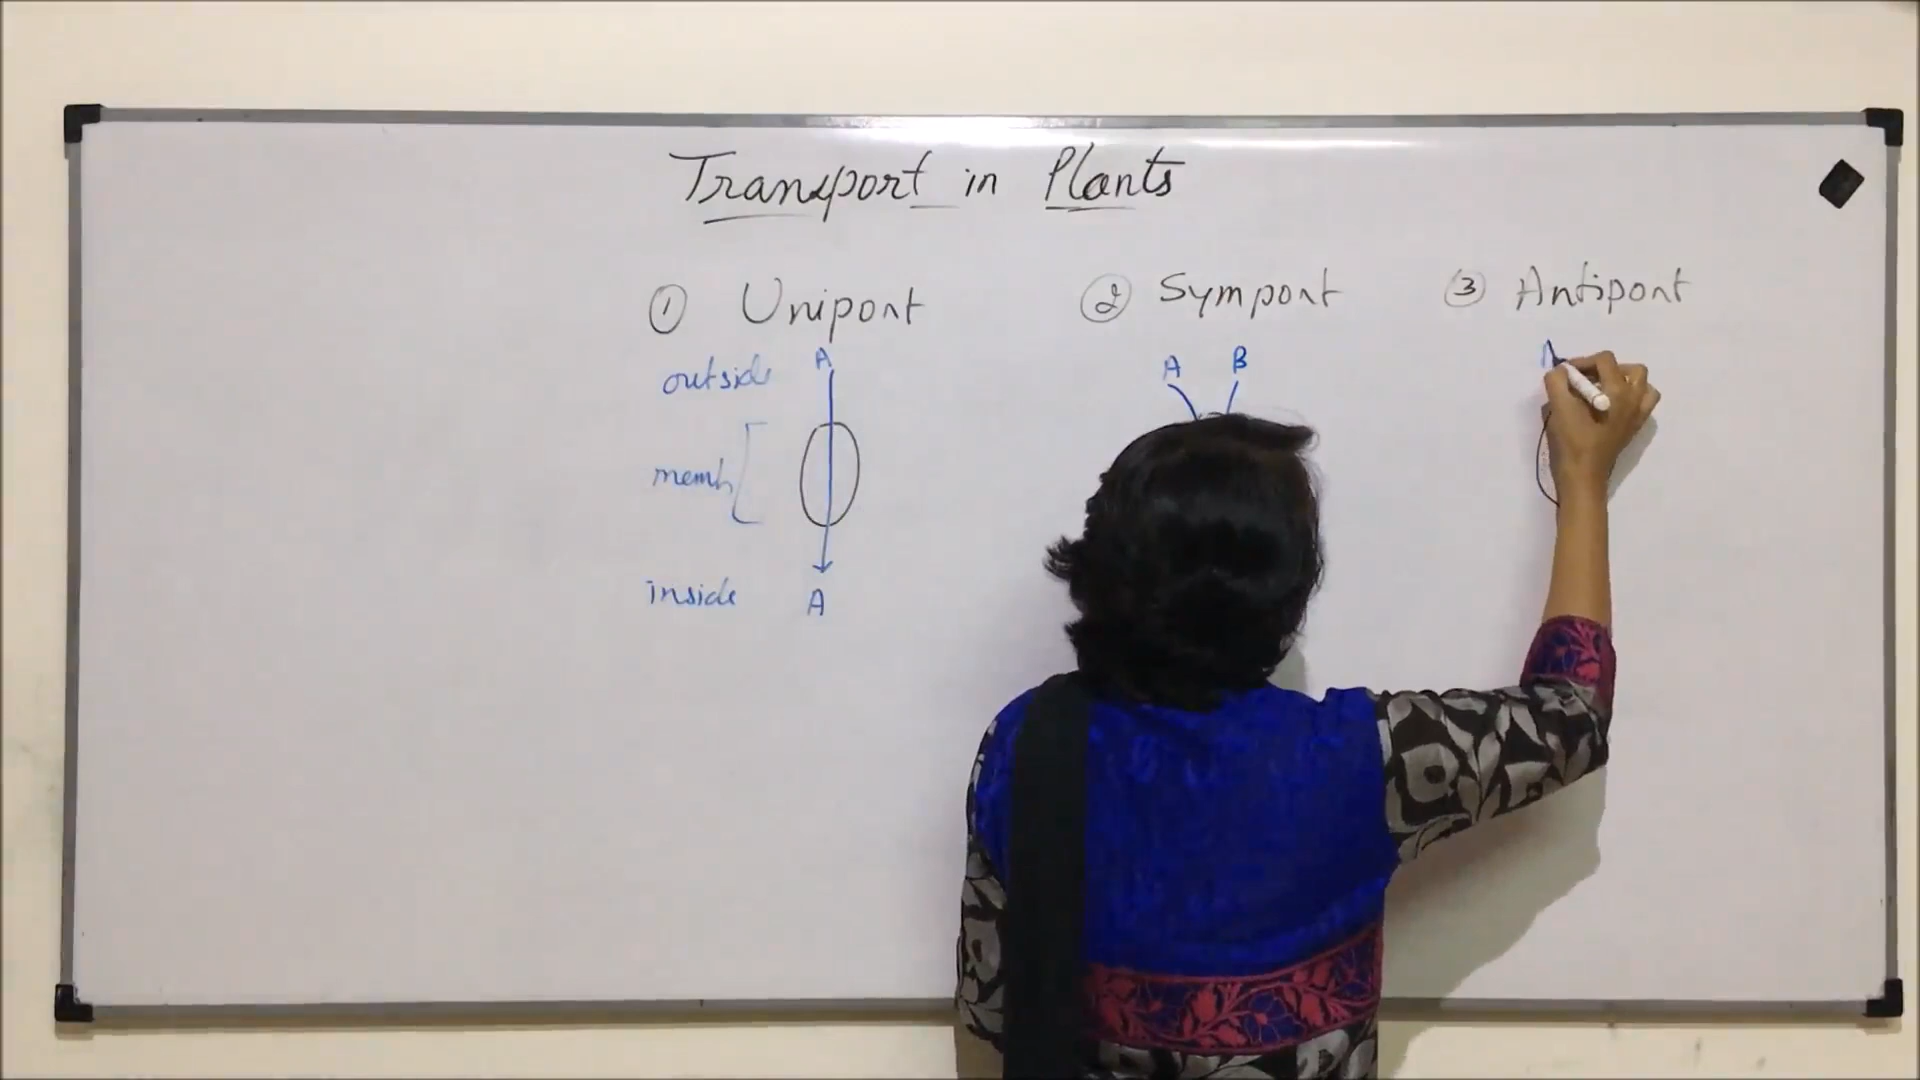 Transport in Plants
① Uniport
② Symport
③ Antiport
outside A
A B
A
memb
inside A